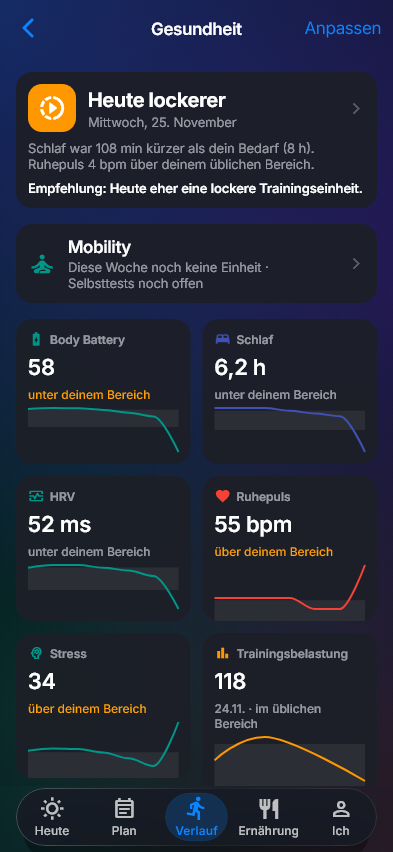 Gesundheit
Anpassen
Heute lockerer
Mittwoch, 25. November
Schlaf war 108 min kürzer als dein Bedarf (8 h).
Ruhepuls 4 bpm über deinem üblichen Bereich.
Empfehlung: Heute eher eine lockere Trainingseinheit.
Mobility
Diese Woche noch keine Einheit ·
Selbsttests noch offen
Body Battery
58
unter deinem Bereich
Schlaf
6,2 h
unter deinem Bereich
HRV
52 ms
unter deinem Bereich
Ruhepuls
55 bpm
über deinem Bereich
Stress
34
über deinem Bereich
Trainingsbelastung
118
24.11. · im üblichen
Bereich
Heute
Plan
Verlauf
Ernährung
Ich